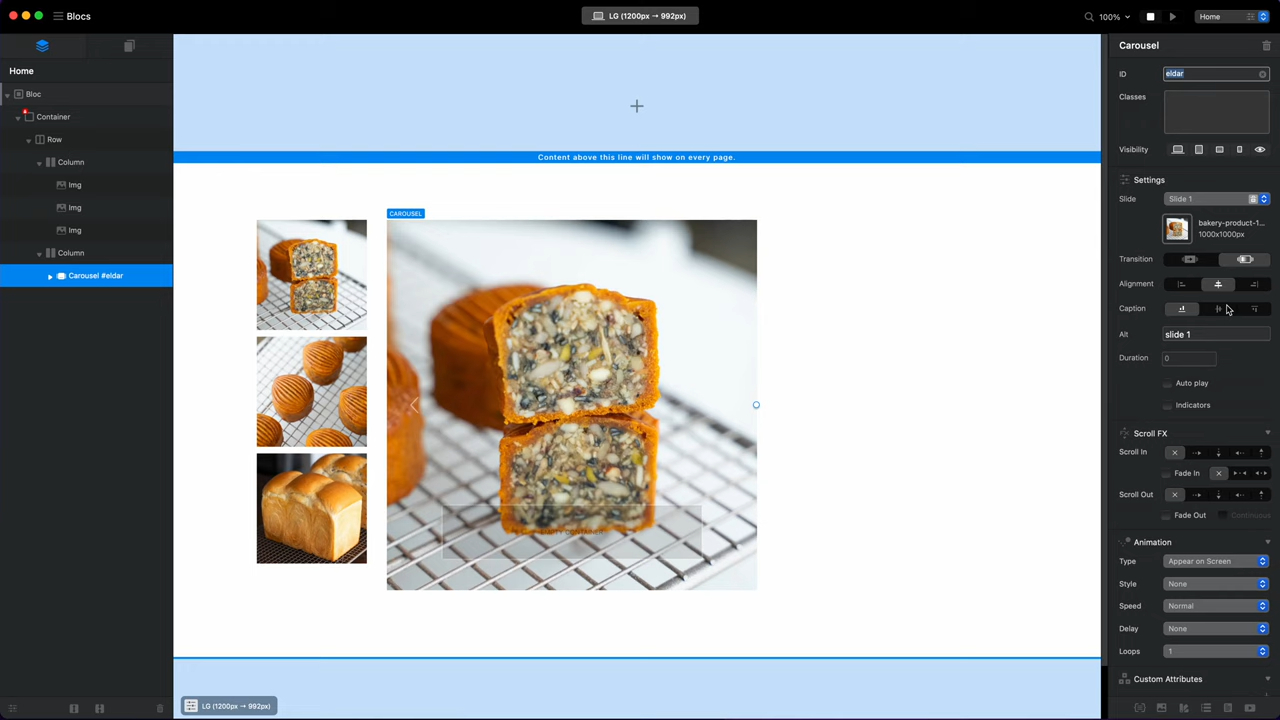 Blocs
LG (1200px → 992px)
100%
Home
Home
Bloc
Container
Row
Column
Img
Img
Img
Column
Carousel #eldar
Content above this line will show on every page.
CAROUSEL
EMPTY CONTAINER
LG (1200px → 992px)
Carousel
ID
eldar
Classes
Visibility
Settings
Slide
Slide 1
bakery-product-1...
1000x1000px
Transition
Alignment
Caption
Alt
slide 1
Duration
0
Auto play
Indicators
Scroll FX
Scroll In
Fade In
Scroll Out
Fade Out
Continuous
Animation
Type
Appear on Screen
Style
None
Speed
Normal
Delay
None
Loops
1
Custom Attributes